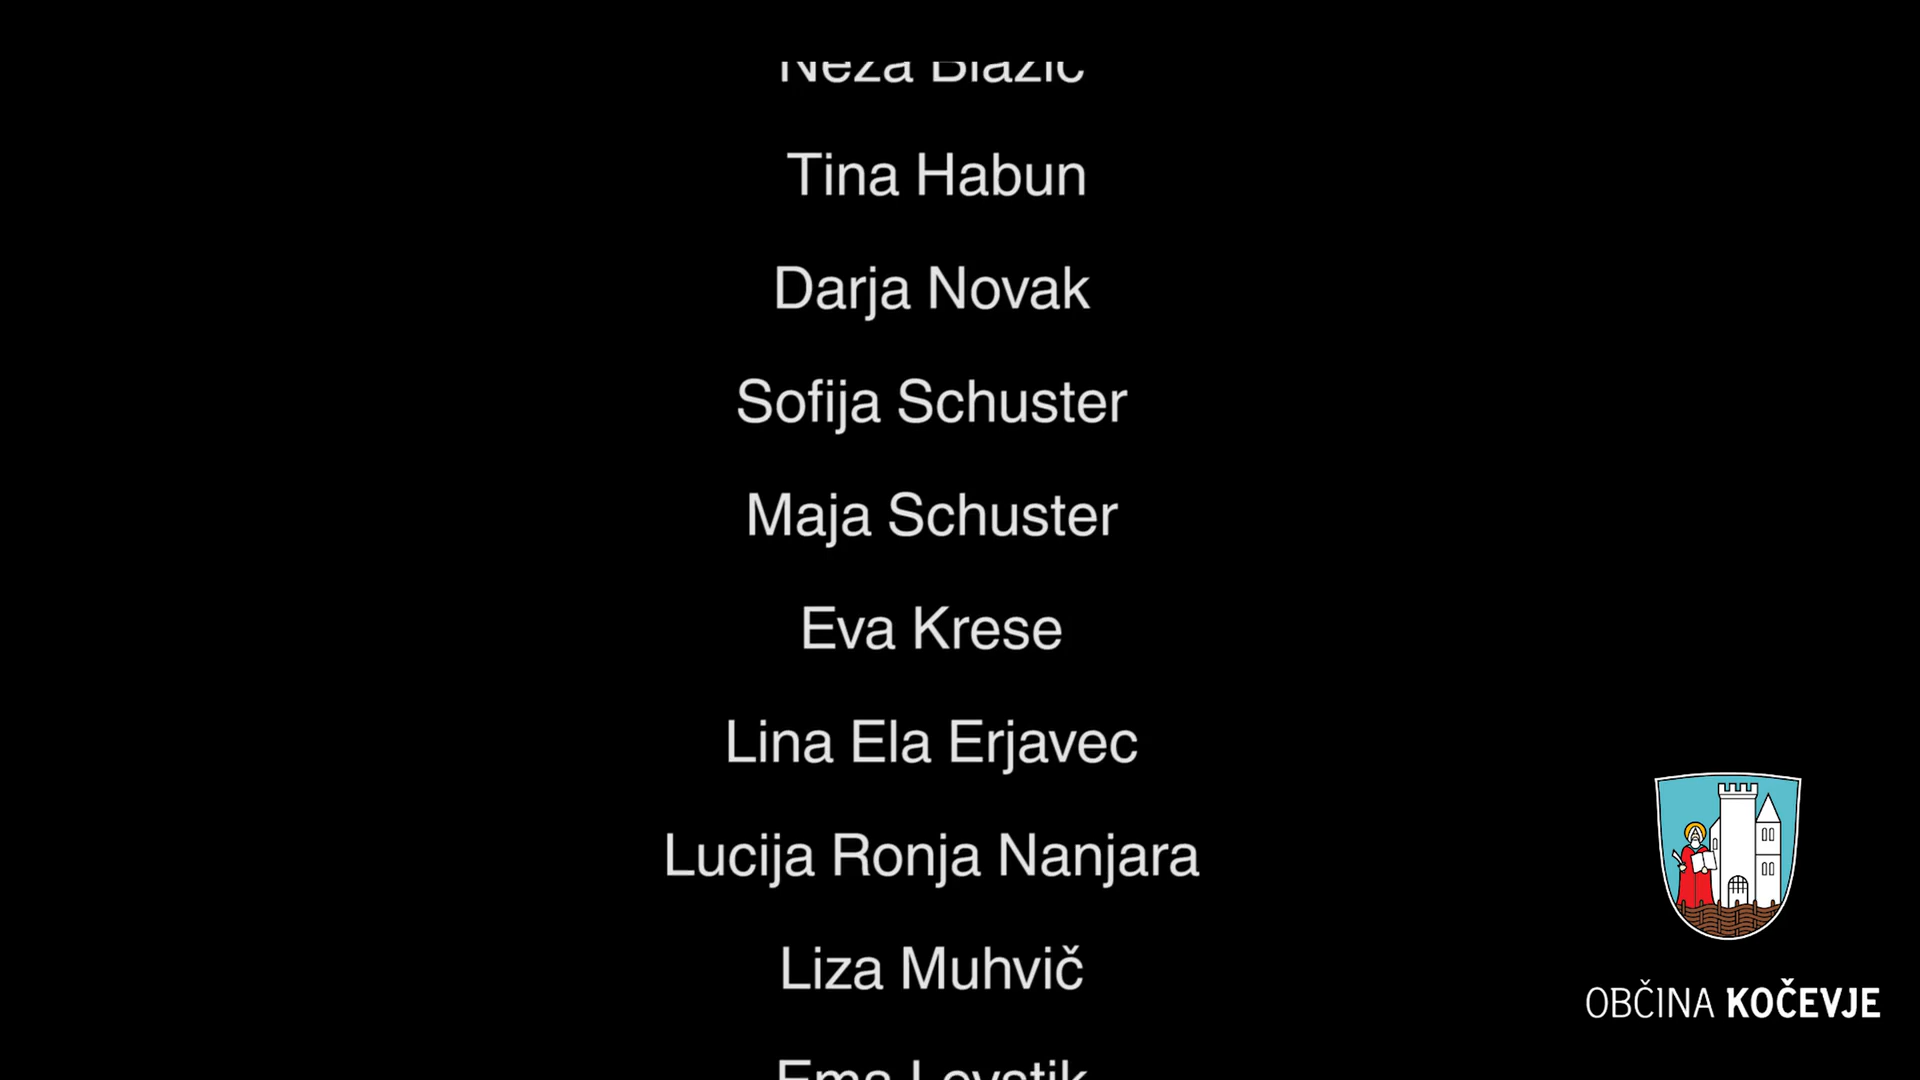 Tina Habun
Darja Novak
Sofija Schuster
Maja Schuster
Eva Krese
Lina Ela Erjavec
Lucija Ronja Nanjara
Liza Muhvič
OBČINA KOČEVJE